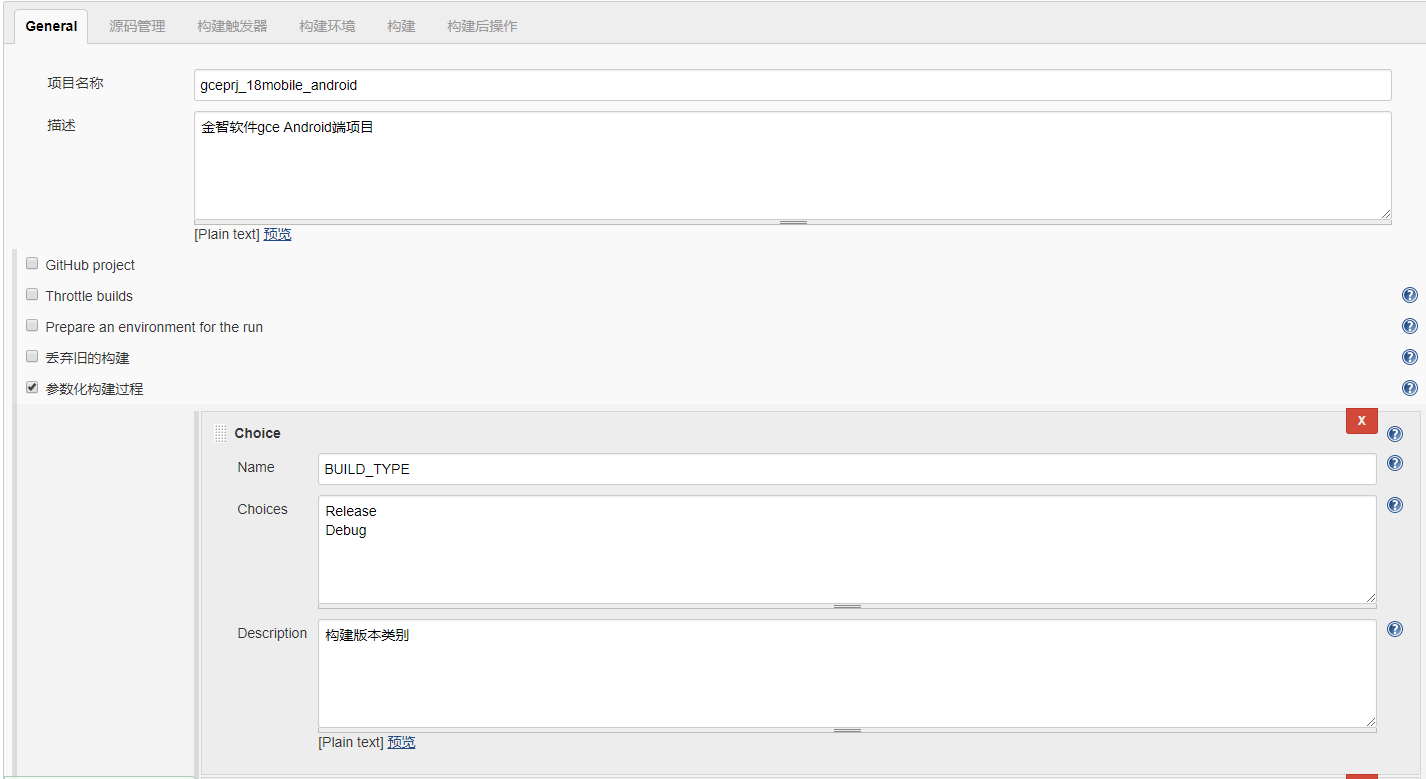 General 源码管理 构建触发器 构建环境 构建 构建后操作
项目名称 gceprj_18mobile_android
描述 金智软件gce Android端项目
[Plain text] 预览
GitHub project
Throttle builds
Prepare an environment for the run
丢弃旧的构建
参数化构建过程
X
Choice
Name BUILD_TYPE
Choices Release
Debug
Description 构建版本类别
[Plain text] 预览